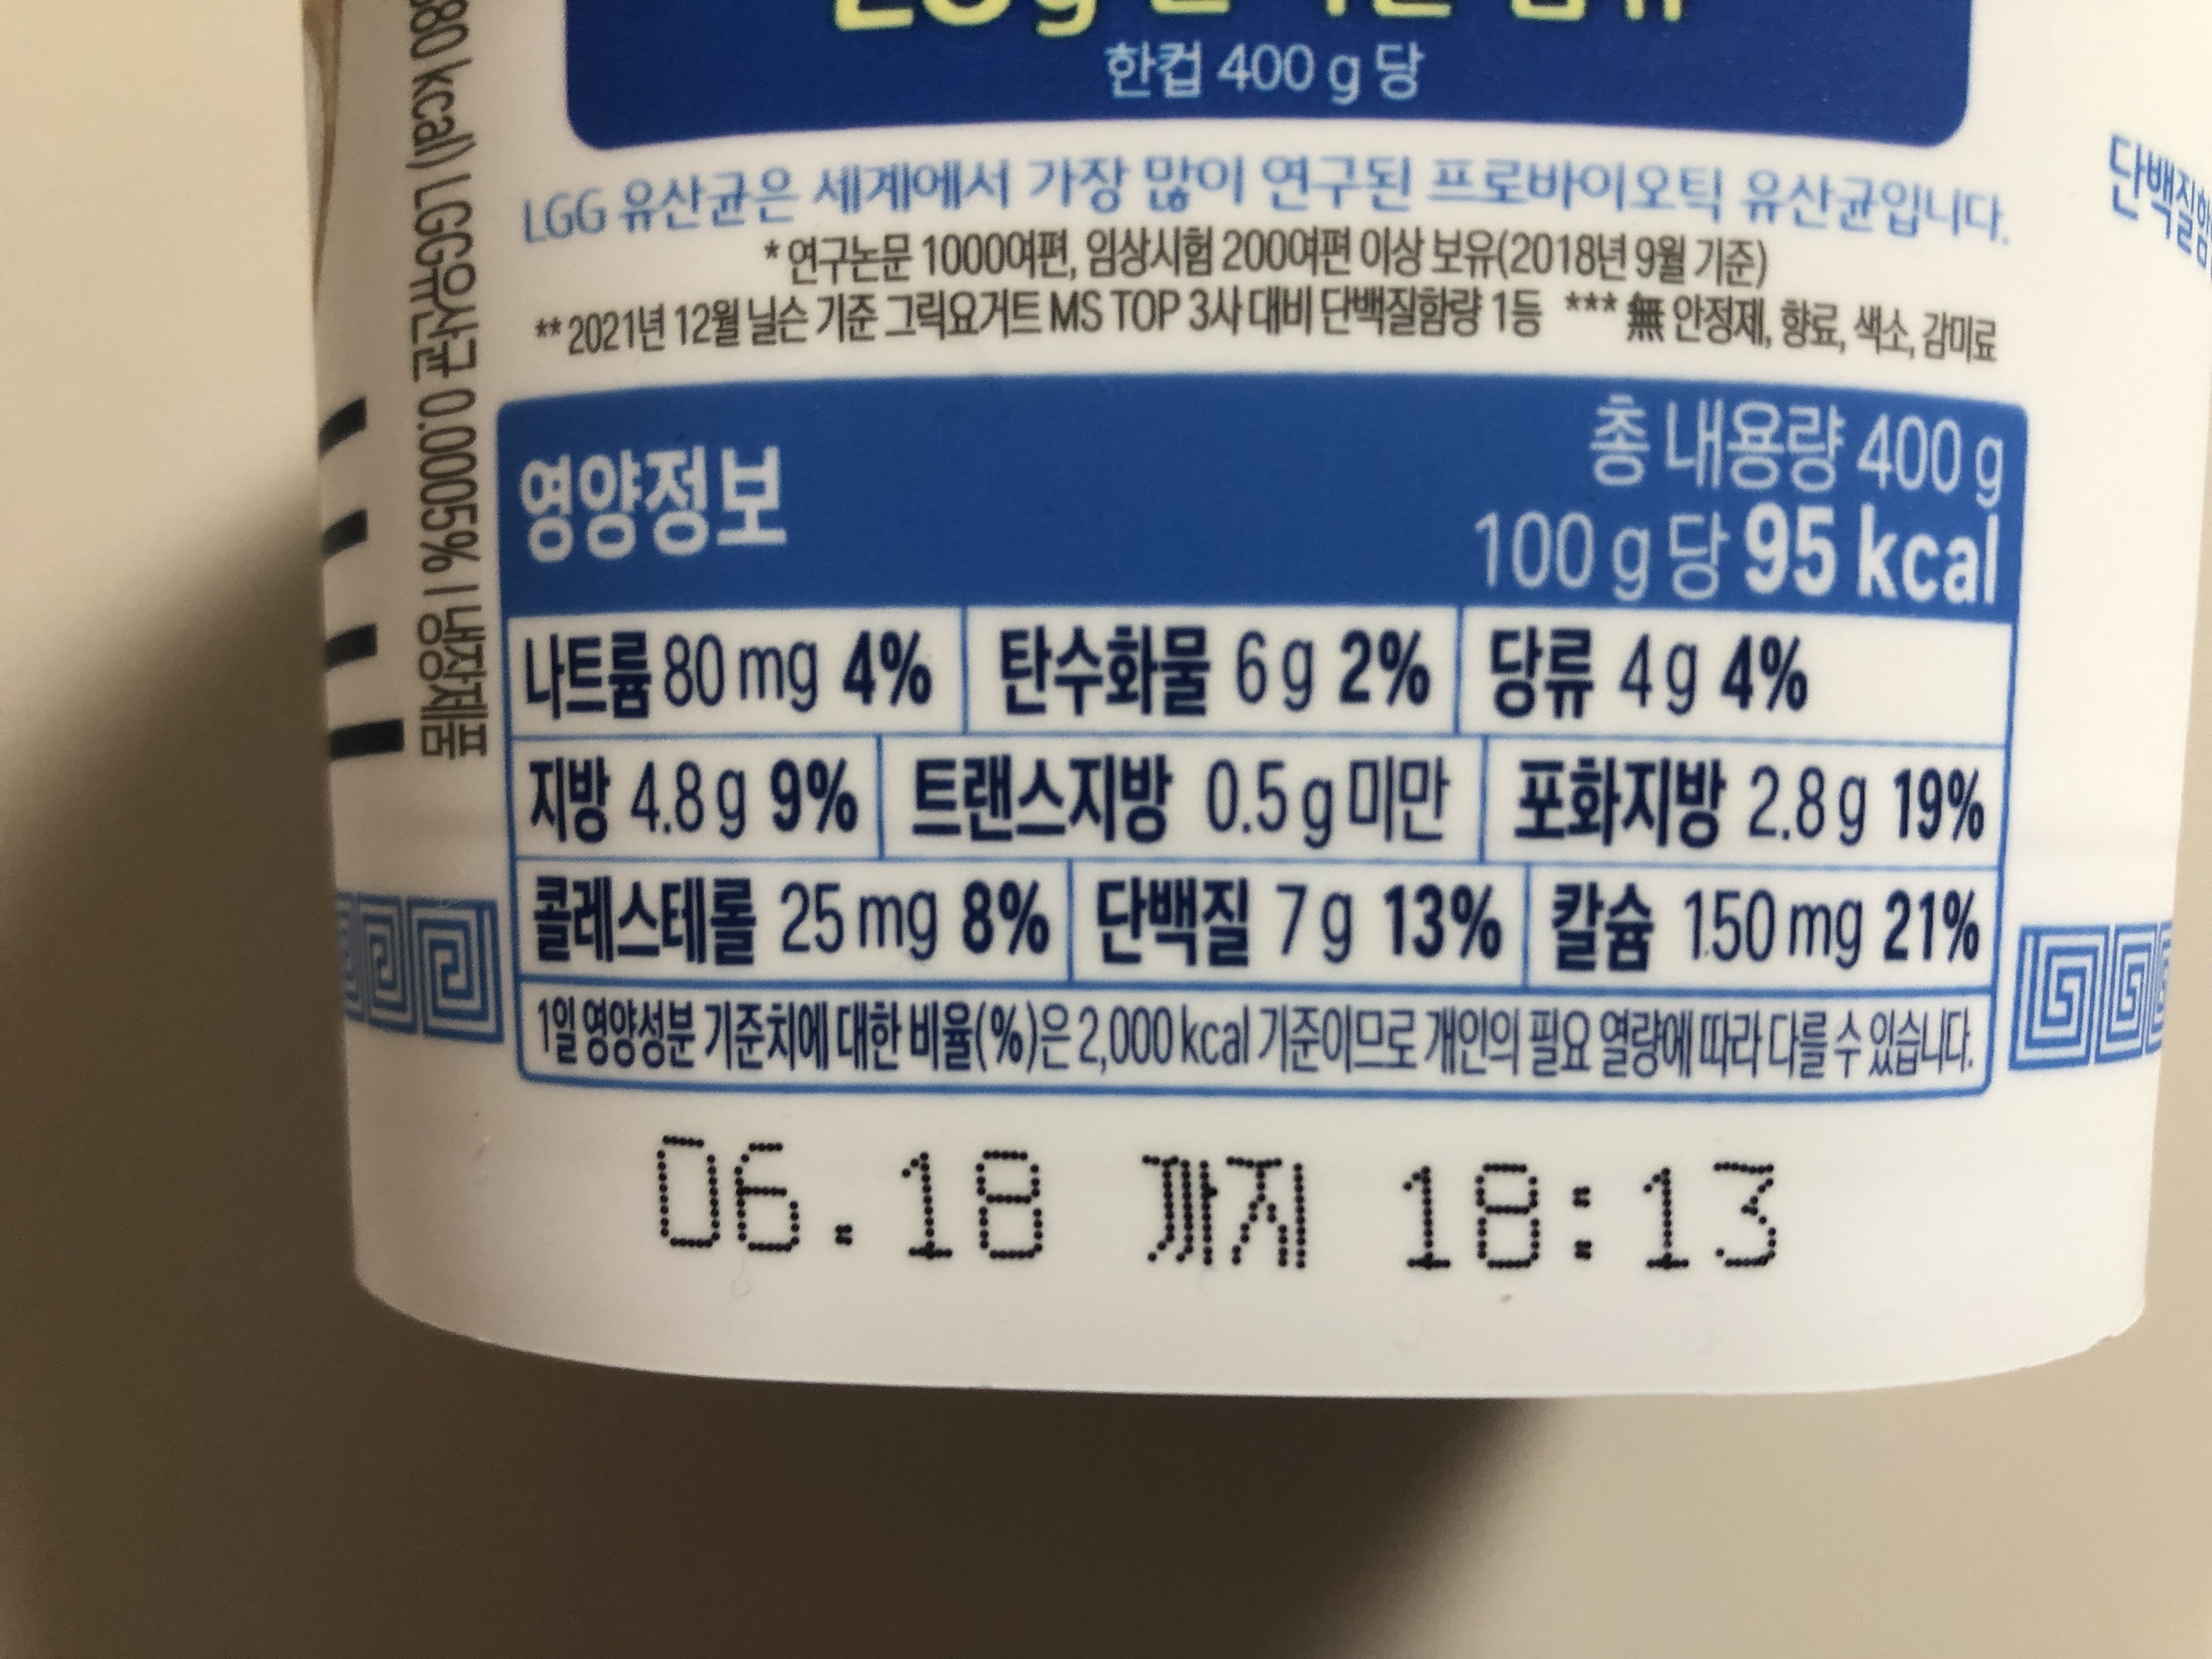 한컵 400 g 당
LGG 유산균은 세계에서 가장 많이 연구된 프로바이오틱 유산균입니다.
* 연구논문 1000여편, 임상시험 200여편 이상 보유(2018년 9월 기준)
** 2021년 12월 닐슨 기준 그릭요거트 MS TOP 3사 대비 단백질함량 1등 *** 無 안정제, 향료, 색소, 감미료
영양정보
총 내용량 400 g
100 g 당 95 kcal
나트륨 80 mg 4% 탄수화물 6 g 2% 당류 4 g 4%
지방 4.8 g 9% 트랜스지방 0.5 g 미만 포화지방 2.8 g 19%
콜레스테롤 25 mg 8% 단백질 7 g 13% 칼슘 150 mg 21%
1일 영양성분 기준치에 대한 비율(%)은 2,000 kcal 기준이므로 개인의 필요 열량에 따라 다를 수 있습니다.
06.18 까지 18:13
kcal) LGG유산균 0.0005% | 냉장제품
단백질함